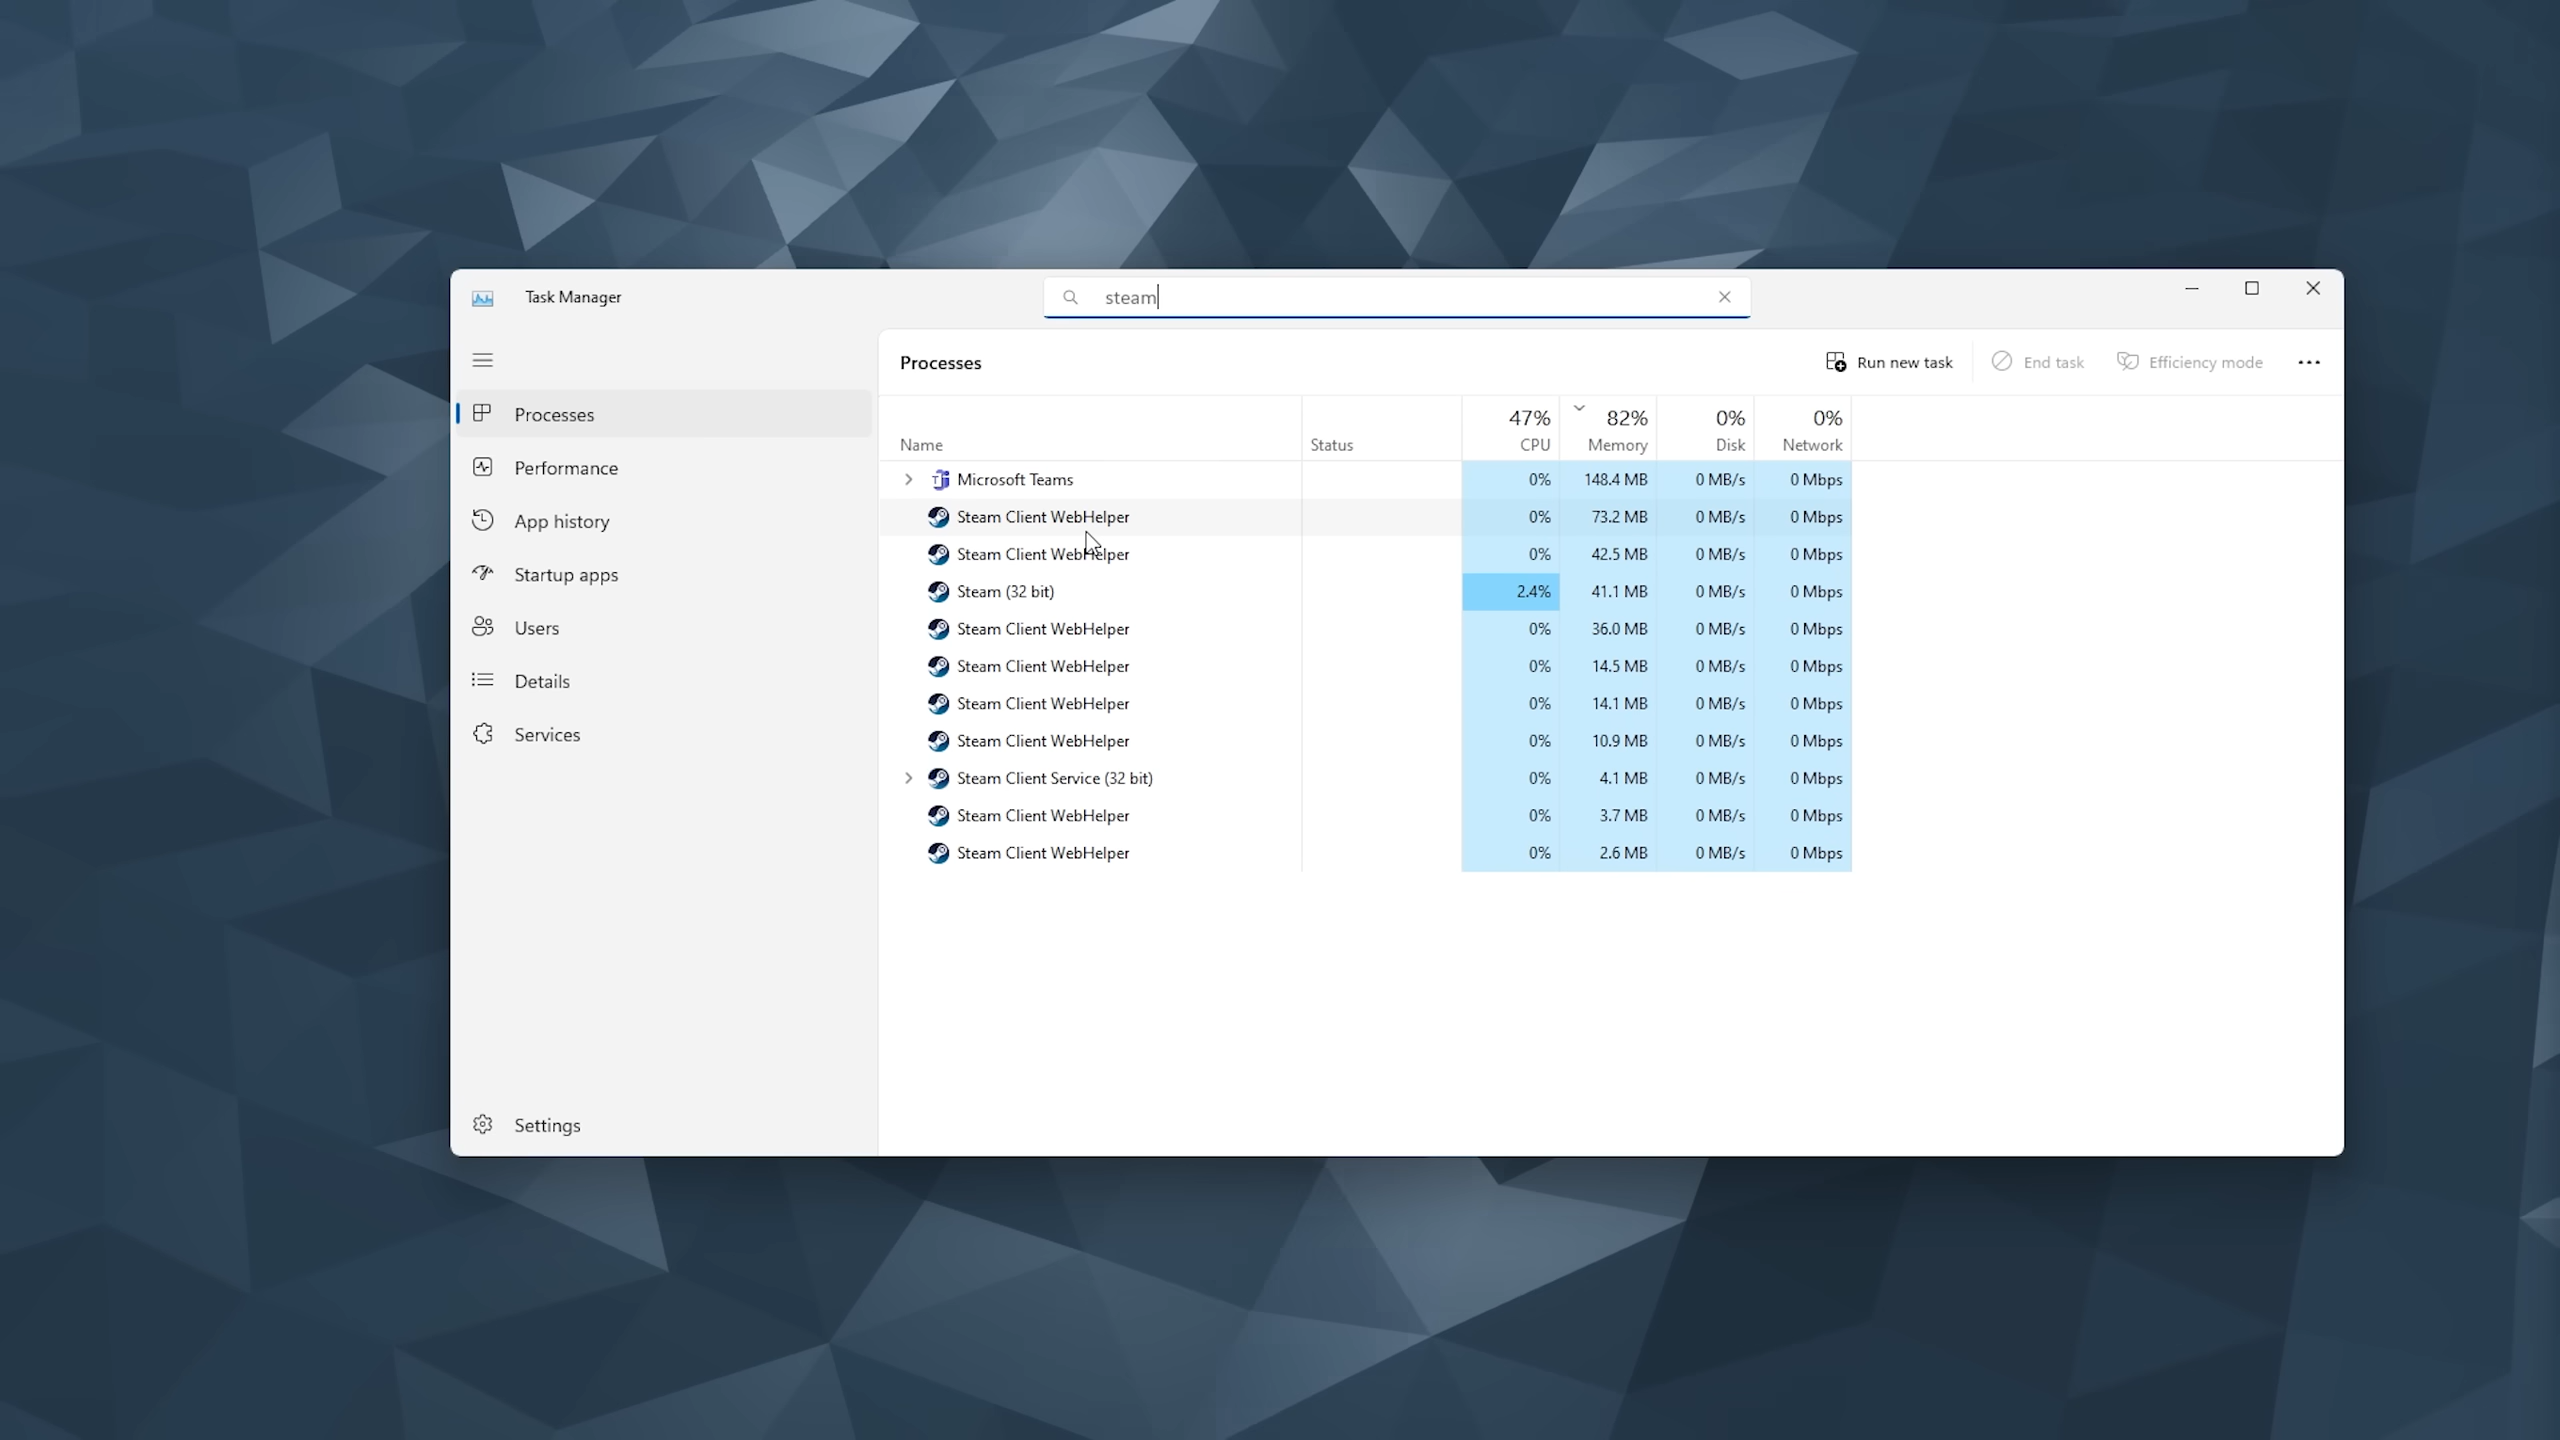 Task Manager
steam
Processes
Performance
App history
Startup apps
Users
Details
Services
Settings
Processes
Run new task
End task
Efficiency mode
47% 82% 0% 0%
Name Status CPU Memory Disk Network
Microsoft Teams 0% 148.4 MB 0 MB/s 0 Mbps
Steam Client WebHelper 0% 73.2 MB 0 MB/s 0 Mbps
Steam Client WebHelper 0% 42.5 MB 0 MB/s 0 Mbps
Steam (32 bit) 2.4% 41.1 MB 0 MB/s 0 Mbps
Steam Client WebHelper 0% 36.0 MB 0 MB/s 0 Mbps
Steam Client WebHelper 0% 14.5 MB 0 MB/s 0 Mbps
Steam Client WebHelper 0% 14.1 MB 0 MB/s 0 Mbps
Steam Client WebHelper 0% 10.9 MB 0 MB/s 0 Mbps
Steam Client Service (32 bit) 0% 4.1 MB 0 MB/s 0 Mbps
Steam Client WebHelper 0% 3.7 MB 0 MB/s 0 Mbps
Steam Client WebHelper 0% 2.6 MB 0 MB/s 0 Mbps